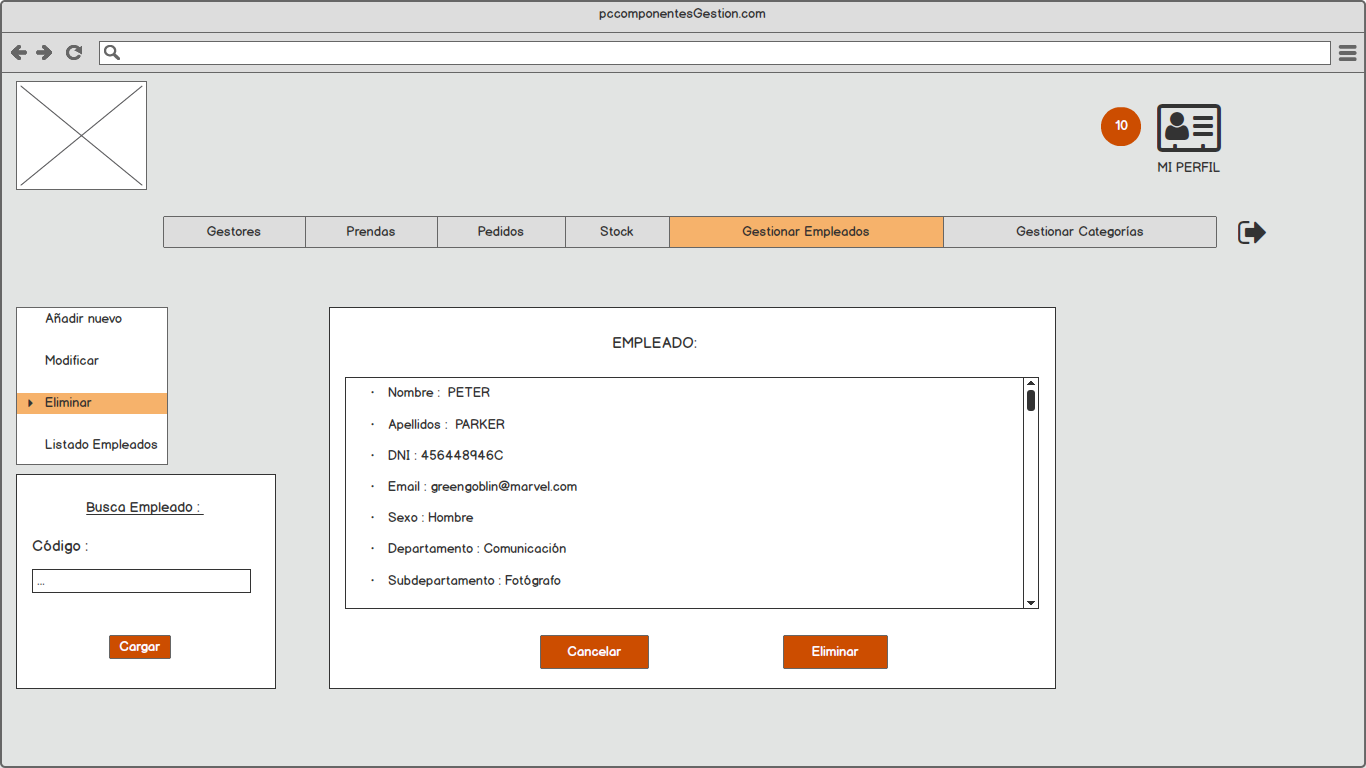 pccomponentesGestion.com
10
MI PERFIL
Gestores Prendas Pedidos Stock Gestionar Empleados Gestionar Categorías
Añadir nuevo
Modificar
Eliminar
Listado Empleados
Busca Empleado :
Código :
...
Cargar
EMPLEADO:
· Nombre : PETER
· Apellidos : PARKER
· DNI : 456448946C
· Email : greengoblin@marvel.com
· Sexo : Hombre
· Departamento : Comunicación
· Subdepartamento : Fotógrafo
Cancelar Eliminar